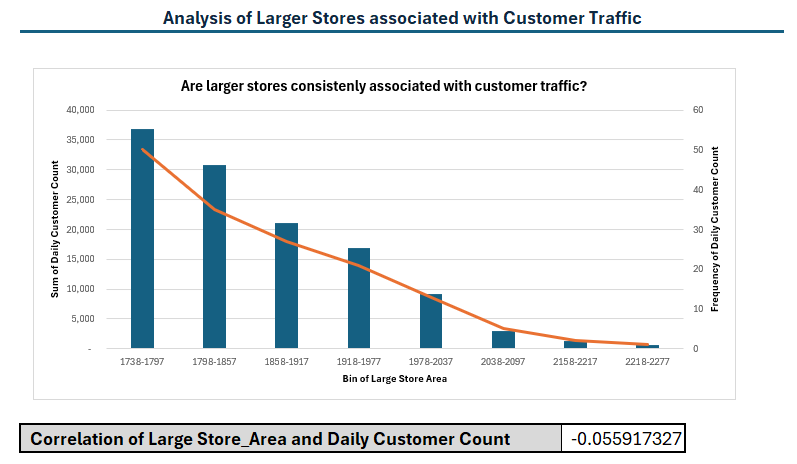 Analysis of Larger Stores associated with Customer Traffic
Are larger stores consistenly associated with customer traffic?
Sum of Daily Customer Count
40,000
35,000
30,000
25,000
20,000
15,000
10,000
5,000
-
60
50
40
30
20
10
0
Frequency of Daily Customer Count
1738-1797 1798-1857 1858-1917 1918-1977 1978-2037 2038-2097 2158-2217 2218-2277
Bin of Large Store Area
Correlation of Large Store_Area and Daily Customer Count -0.055917327